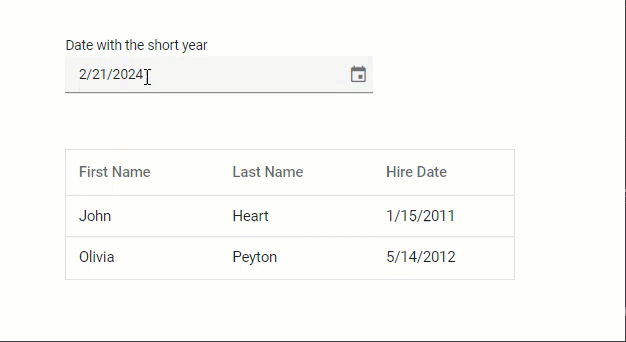 Date with the short year
2/21/2024
First Name Last Name Hire Date
John Heart 1/15/2011
Olivia Peyton 5/14/2012